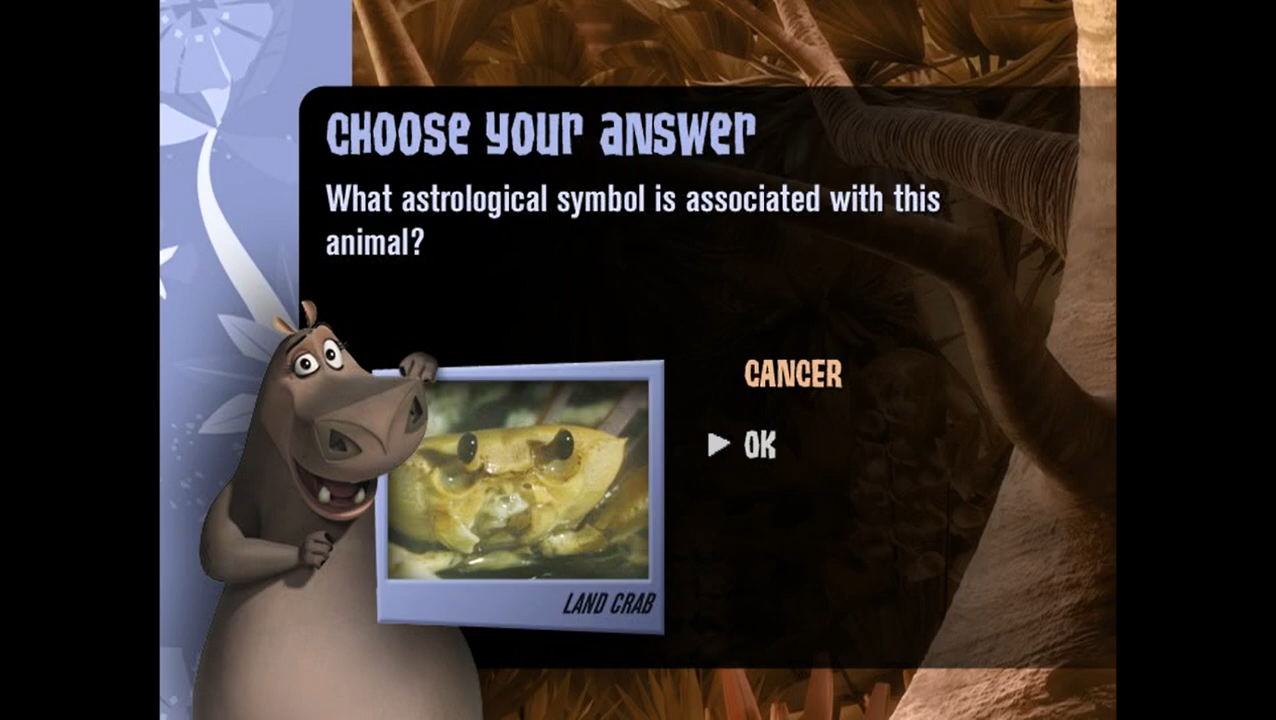 CHOOSE YOUR ANSWER
What astrological symbol is associated with this
animal?
CANCER
OK
LAND CRAB